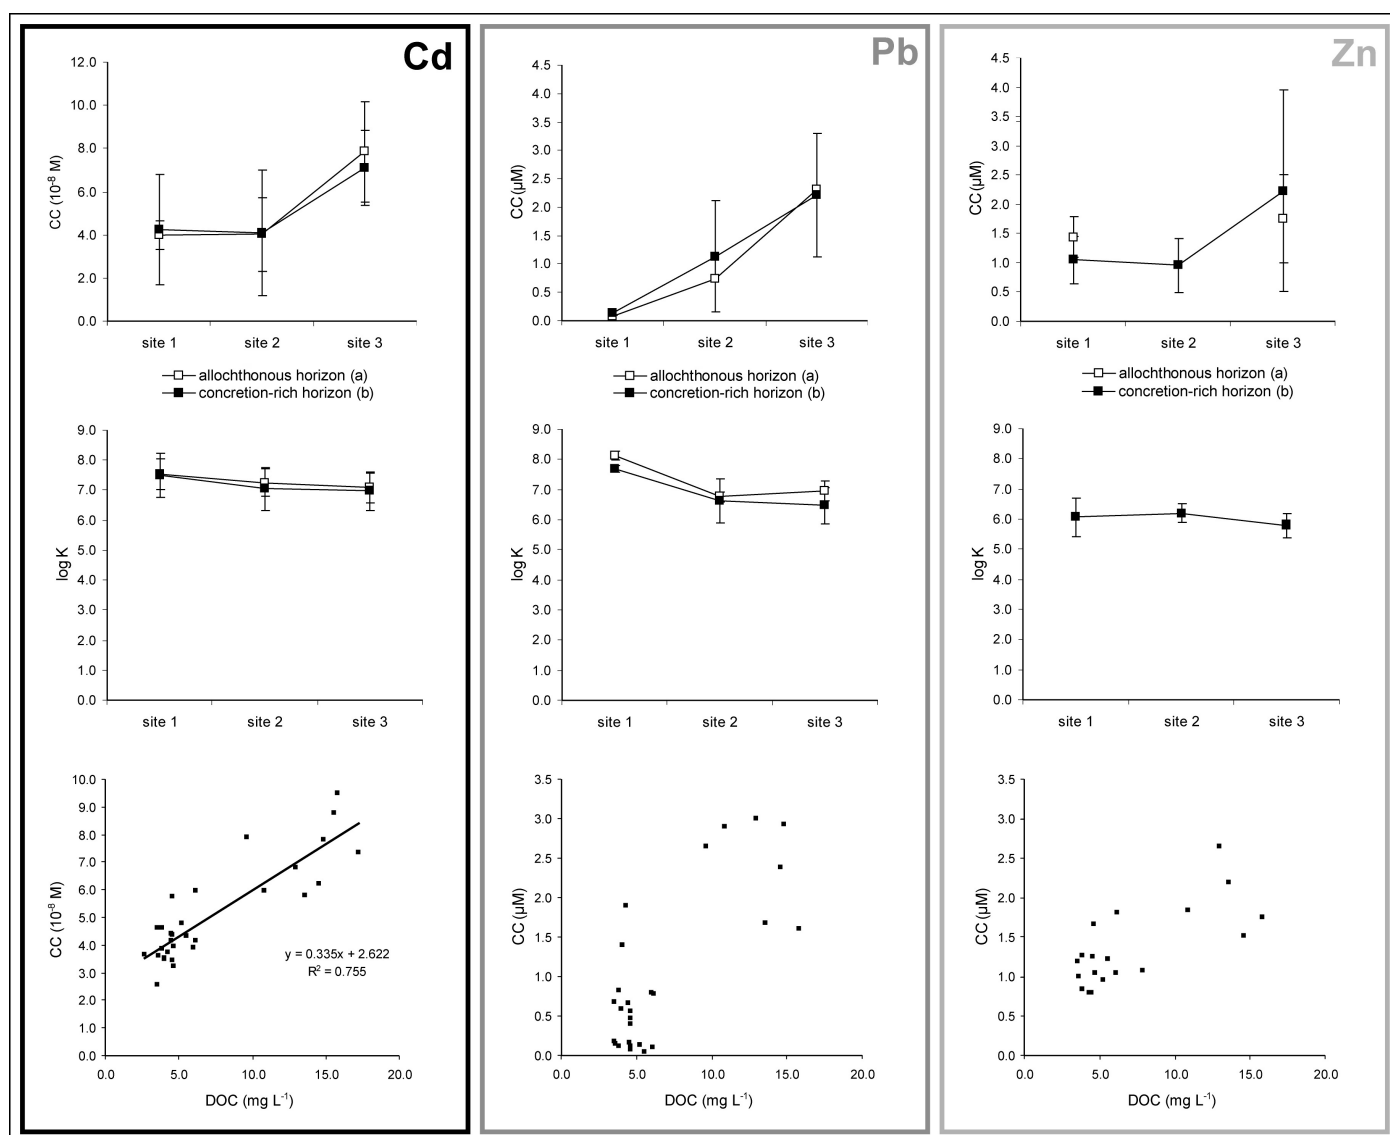 Cd
12.0
10.0
8.0
6.0
4.0
2.0
0.0
CC (10⁻⁸ M)
site 1 site 2 site 3
allochthonous horizon (a)
concretion-rich horizon (b)
9.0
8.0
7.0
6.0
5.0
4.0
3.0
2.0
1.0
0.0
log K
site 1 site 2 site 3
10.0
9.0
8.0
7.0
6.0
5.0
4.0
3.0
2.0
1.0
0.0
CC (10⁻⁸ M)
y = 0.335x + 2.622
R² = 0.755
0.0 5.0 10.0 15.0 20.0
DOC (mg L⁻¹)
Pb
4.5
4.0
3.5
3.0
2.5
2.0
1.5
1.0
0.5
0.0
CC (µM)
site 1 site 2 site 3
allochthonous horizon (a)
concretion-rich horizon (b)
9.0
8.0
7.0
6.0
5.0
4.0
3.0
2.0
1.0
0.0
log K
site 1 site 2 site 3
3.5
3.0
2.5
2.0
1.5
1.0
0.5
0.0
CC (µM)
0.0 5.0 10.0 15.0 20.0
DOC (mg L⁻¹)
Zn
4.5
4.0
3.5
3.0
2.5
2.0
1.5
1.0
0.5
0.0
CC (µM)
site 1 site 2 site 3
allochthonous horizon (a)
concretion-rich horizon (b)
9.0
8.0
7.0
6.0
5.0
4.0
3.0
2.0
1.0
0.0
log K
site 1 site 2 site 3
3.5
3.0
2.5
2.0
1.5
1.0
0.5
0.0
CC (µM)
0.0 5.0 10.0 15.0 20.0
DOC (mg L⁻¹)